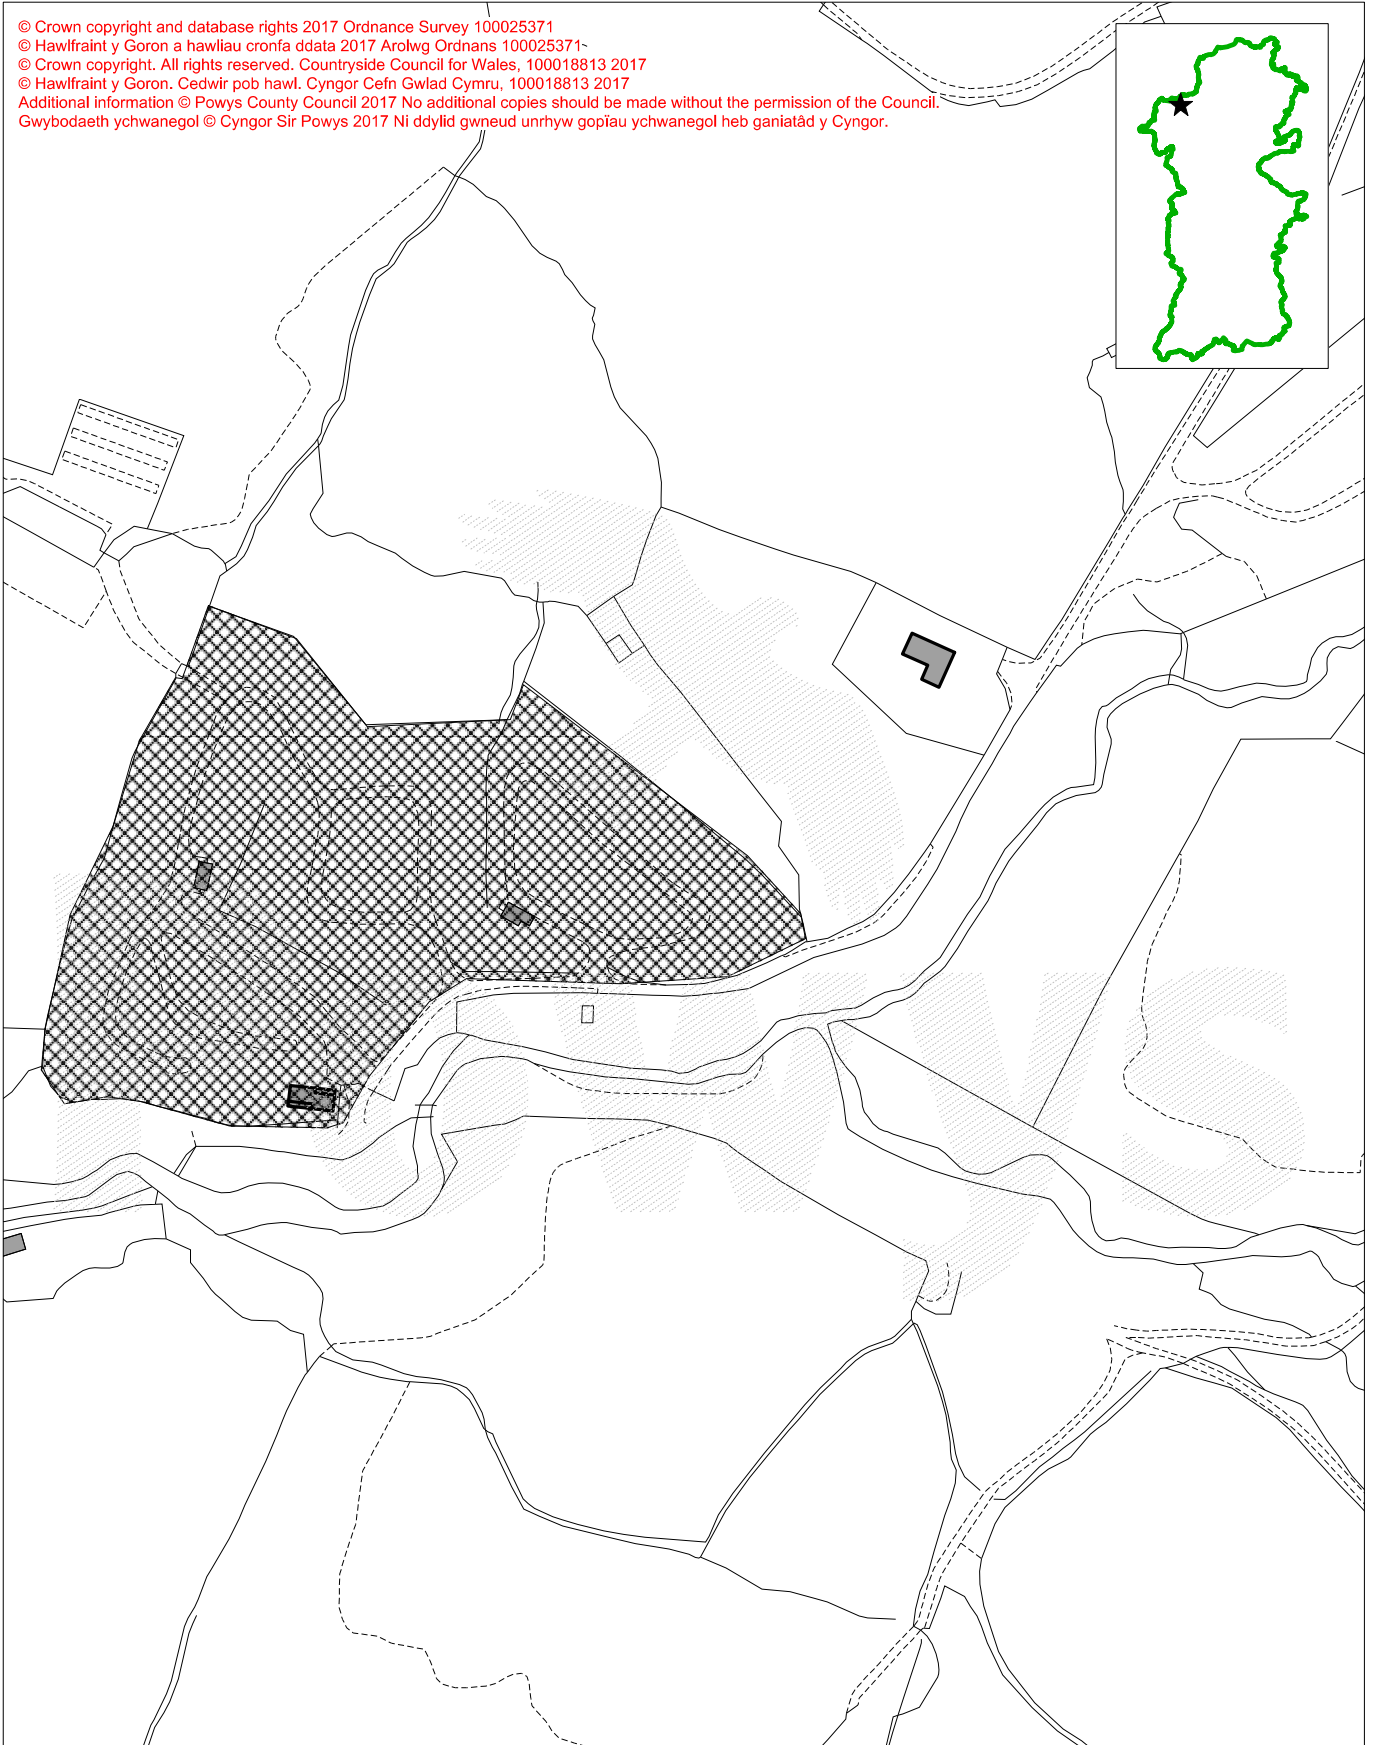 © Crown copyright and database rights 2017 Ordnance Survey 100025371
© Hawlfraint y Goron a hawliau cronfa ddata 2017 Arolwg Ordnans 100025371
© Crown copyright. All rights reserved. Countryside Council for Wales, 100018813 2017
© Hawlfraint y Goron. Cedwir pob hawl. Cyngor Cefn Gwlad Cymru, 100018813 2017
Additional information © Powys County Council 2017 No additional copies should be made without the permission of the Council.
Gwybodaeth ychwanegol © Cyngor Sir Powys 2017 Ni ddylid gwneud unrhyw gopïau ychwanegol heb ganiatâd y Cyngor.
Powys